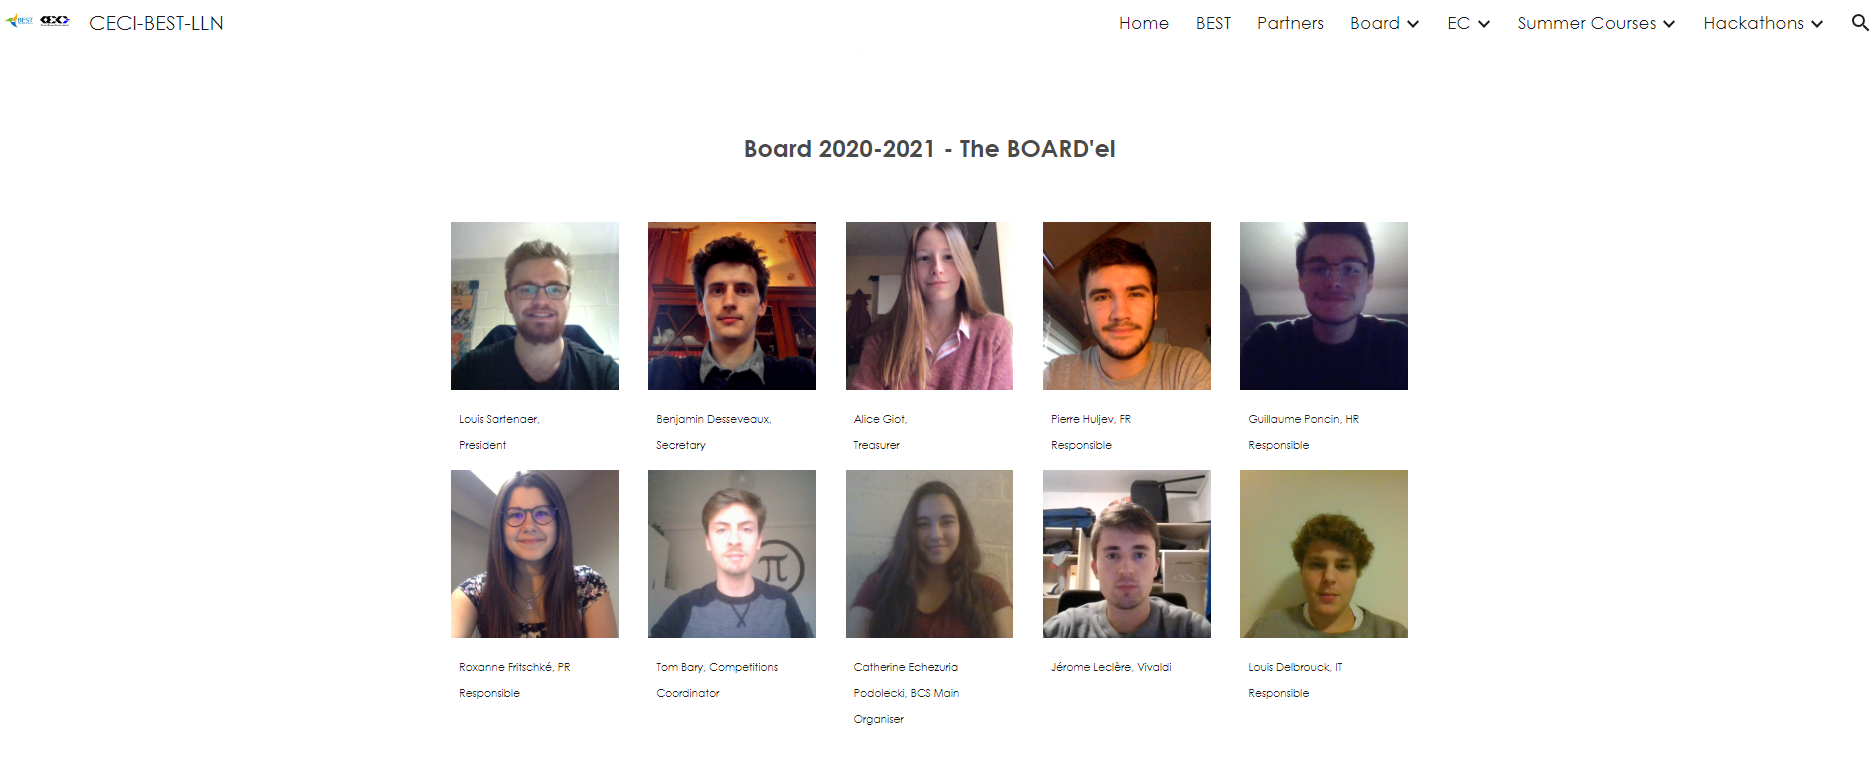 BEST
CECI-BEST-LLN
Home
BEST
Partners
Board
EC
Summer Courses
Hackathons
Board 2020-2021 - The BOARD'el
Louis Sartenaer,
President
Benjamin Desseveaux,
Secretary
Alice Giot,
Treasurer
Pierre Huljev, FR
Responsible
Guillaume Poncin, HR
Responsible
π
Roxanne Fritschké, PR
Responsible
Tom Bary, Competitions
Coordinator
Catherine Echezuria
Podolecki, BCS Main
Organiser
Jérome Leclère, Vivaldi
Louis Delbrouck, IT
Responsible